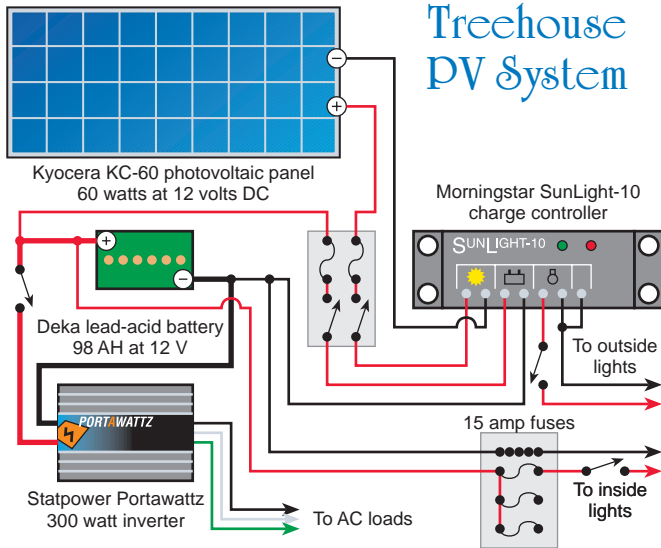 Treehouse
PV System
−
+
Kyocera KC-60 photovoltaic panel
60 watts at 12 volts DC
Morningstar SunLight-10
charge controller
SUNLIGHT-10
+
−
Deka lead-acid battery
98 AH at 12 V
To outside
lights
PORTAWATTZ
15 amp fuses
Statpower Portawattz
300 watt inverter
To AC loads
To inside
lights